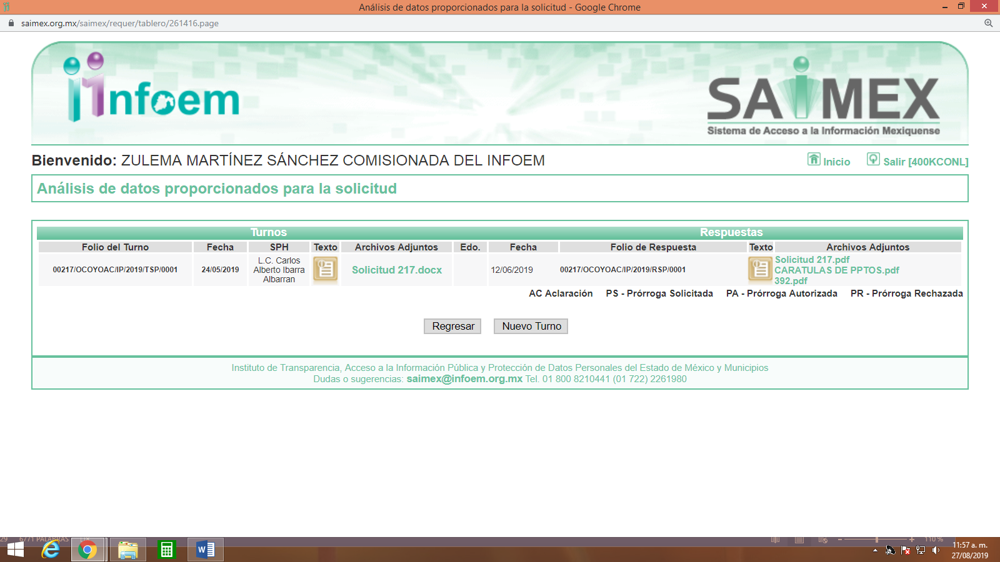 Análisis de datos proporcionados para la solicitud - Google Chrome
saimex.org.mx/saimex/requer/tablero/261416.page
infoem
SAIMEX
Sistema de Acceso a la Información Mexiquense
Bienvenido: ZULEMA MARTÍNEZ SÁNCHEZ COMISIONADA DEL INFOEM
Inicio Salir [400KCONL]
Análisis de datos proporcionados para la solicitud
Turnos Respuestas
Folio del Turno Fecha SPH Texto Archivos Adjuntos Edo. Fecha Folio de Respuesta Texto Archivos Adjuntos
00217/OCOYOAC/IP/2019/TSP/0001 24/05/2019 L.C. Carlos Alberto Ibarra Albarran Solicitud 217.docx 12/06/2019 00217/OCOYOAC/IP/2019/RSP/0001 Solicitud 217.pdf
CARATULAS DE PPTOS.pdf
392.pdf
AC Aclaración PS - Prórroga Solicitada PA - Prórroga Autorizada PR - Prórroga Rechazada
Regresar Nuevo Turno
Instituto de Transparencia, Acceso a la Información Pública y Protección de Datos Personales del Estado de México y Municipios
Dudas o sugerencias: saimex@infoem.org.mx Tel. 01 800 8210441 (01 722) 2261980
29 6771 PALABRAS 110 %
11:57 a. m.
27/08/2019